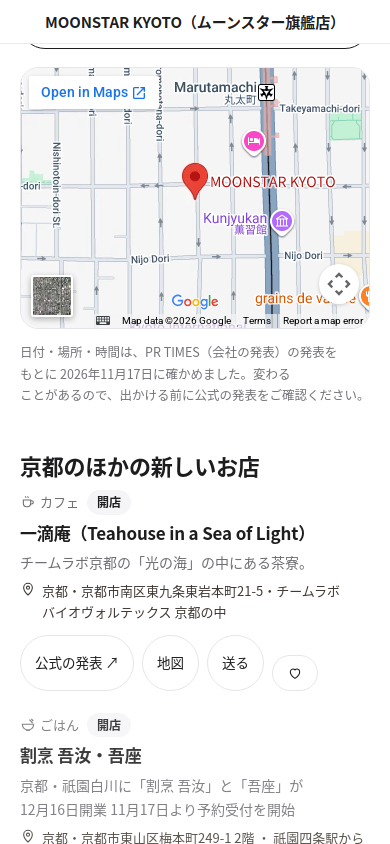 MOONSTAR KYOTO（ムーンスター旗艦店）
Open in Maps
Marutamachi
丸太町
Takeyamachi-dori
Nishinotoin-dori St.
-dori
MOONSTAR KYOTO
Kunjyukan
薫習館
Nijo Dori
Nijo Dori
Google
grains de va
Map data ©2026 Google
Terms
Report a map error
日付・場所・時間は、PR TIMES（会社の発表）の発表を
もとに 2026年11月17日に確かめました。変わる
ことがあるので、出かける前に公式の発表をご確認ください。
京都のほかの新しいお店
カフェ 開店
一滴庵（Teahouse in a Sea of Light）
チームラボ京都の「光の海」の中にある茶寮。
京都・京都市南区東九条東岩本町21-5・チームラボ
バイオヴォルテックス 京都の中
公式の発表 ↗ 地図 送る
ごはん 開店
割烹 吾汝・吾座
京都・祇園白川に「割烹 吾汝」と「吾座」が
12月16日開業 11月17日より予約受付を開始
京都・京都市東山区梅本町249-1 2階 ・ 祇園四条駅から